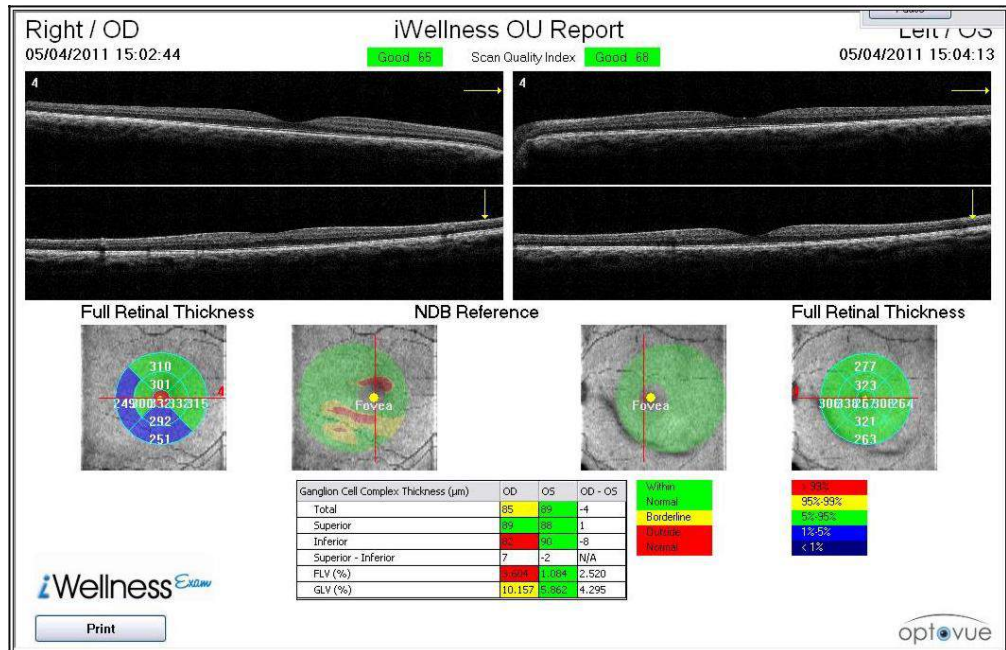 Right / OD
iWellness OU Report
Left / OS
05/04/2011 15:02:44
Good 65
Scan Quality Index
Good 68
05/04/2011 15:04:13
4
4
Full Retinal Thickness
NDB Reference
Full Retinal Thickness
310
301
292
251
315
4
Fovea
Fovea
277
323
321
263
264
Ganglion Cell Complex Thickness (µm) OD OS OD - OS
Total 85 89 -4
Superior 89 88 1
Inferior 82 90 -8
Superior - Inferior 7 -2 N/A
FLV (%) 3.604 1.084 2.520
GLV (%) 10.157 5.862 4.295
Within
Normal
Borderline
Outside
Normal
> 99%
95%-99%
5%-95%
1%-5%
< 1%
iWellness Exam
Print
optovue